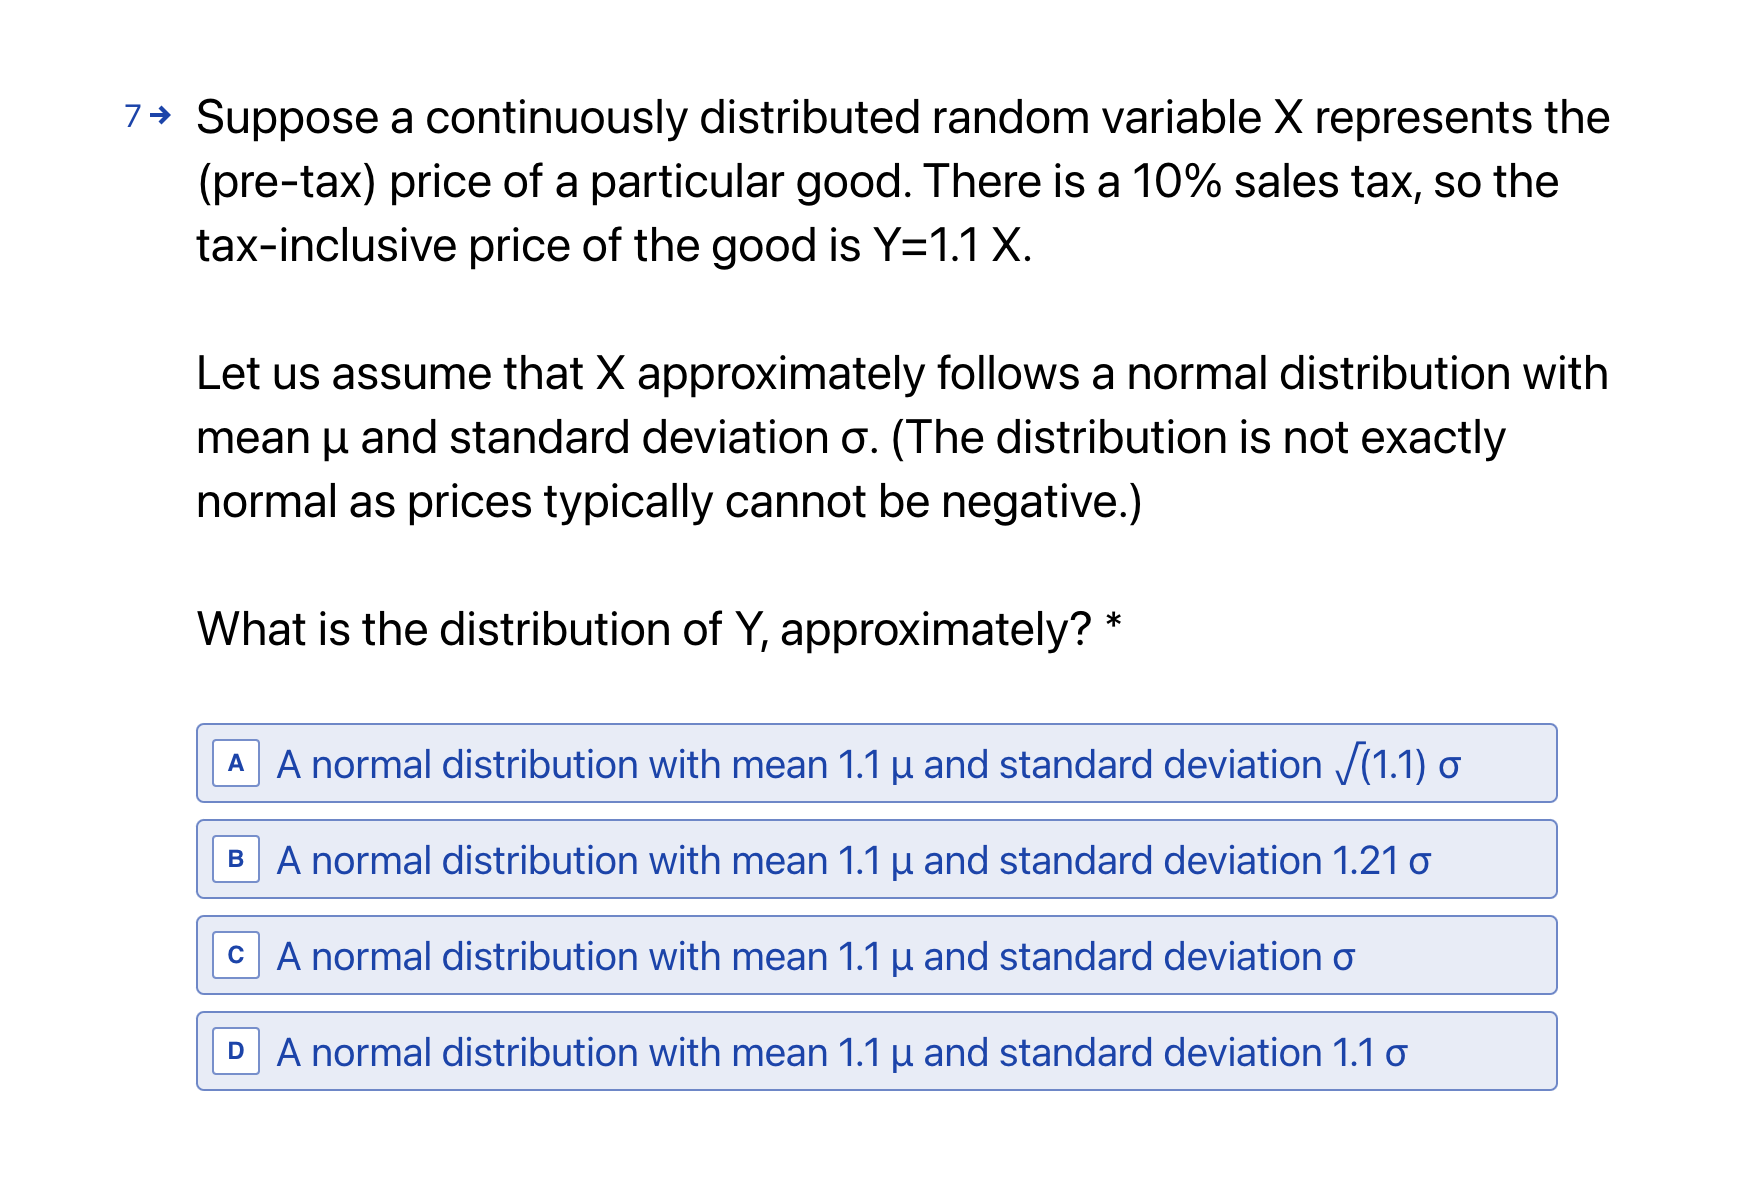 7→ Suppose a continuously distributed random variable X represents the
(pre-tax) price of a particular good. There is a 10% sales tax, so the
tax-inclusive price of the good is Y=1.1 X.
Let us assume that X approximately follows a normal distribution with
mean μ and standard deviation σ. (The distribution is not exactly
normal as prices typically cannot be negative.)
What is the distribution of Y, approximately? *
A A normal distribution with mean 1.1 μ and standard deviation √(1.1) σ
B A normal distribution with mean 1.1 μ and standard deviation 1.21 σ
C A normal distribution with mean 1.1 μ and standard deviation σ
D A normal distribution with mean 1.1 μ and standard deviation 1.1 σ